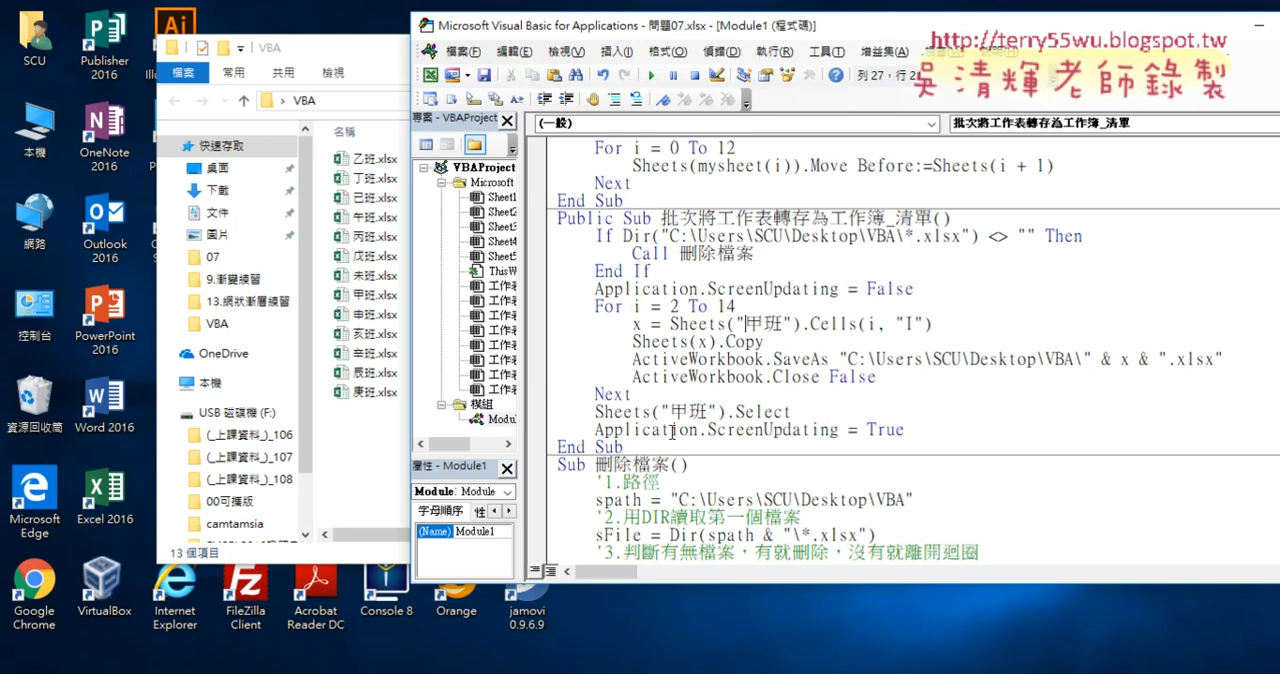 SCU
Publisher 2016
Ai
Illu
本機
OneNote 2016
P
網路
Outlook 2016
控制台
PowerPoint 2016
資源回收筒
Word 2016
Microsoft Edge
Excel 2016
Google Chrome
VirtualBox
Internet Explorer
FileZilla Client
Acrobat Reader DC
Console 8
Orange
jamovi 0.9.6.9
VBA
檔案 常用 共用 檢視
VBA
名稱
快速存取
桌面
下載
文件
圖片
07
9.漸變練習
13.網狀漸層練習
VBA
OneDrive
本機
USB 磁碟機 (F:)
(_上課資料_)_106
(_上課資料_)_107
(_上課資料_)_108
00可攜版
camtamsia
乙班.xlsx
丁班.xlsx
己班.xlsx
午班.xlsx
丙班.xlsx
戊班.xlsx
未班.xlsx
甲班.xlsx
申班.xlsx
亥班.xlsx
辛班.xlsx
辰班.xlsx
庚班.xlsx
13 個項目
Microsoft Visual Basic for Applications - 問題07.xlsx - [Module1 (程式碼)]
檔案(F) 編輯(E) 檢視(V) 插入(I) 格式(O) 偵錯(D) 執行(R) 工具(T) 增益集(A)
列 27，行 2
http://terry55wu.blogspot.tw
吳清輝老師錄製
專案 - VBAProject
VBAProject
Microsoft
Sheet1
Sheet2
Sheet3
Sheet4
Sheet5
ThisW
工作
工作
工作
工作
工作
工作
模組
Modu
屬性 - Module1
Module1 Module
字母順序 性
(Name) Module1
(一般)
批次將工作表轉存為工作簿_清單
For i = 0 To 12
Sheets(mysheet(i)).Move Before:=Sheets(i + 1)
Next
End Sub
Public Sub 批次將工作表轉存為工作簿_清單()
If Dir("C:\Users\SCU\Desktop\VBA\*.xlsx") <> "" Then
Call 刪除檔案
End If
Application.ScreenUpdating = False
For i = 2 To 14
x = Sheets("甲班").Cells(i, "I")
Sheets(x).Copy
ActiveWorkbook.SaveAs "C:\Users\SCU\Desktop\VBA\" & x & ".xlsx"
ActiveWorkbook.Close False
Next
Sheets("甲班").Select
Application.ScreenUpdating = True
End Sub
Sub 刪除檔案()
'1.路徑
spath = "C:\Users\SCU\Desktop\VBA"
'2.用DIR讀取第一個檔案
sFile = Dir(spath & "\*.xlsx")
'3.判斷有無檔案，有就刪除，沒有就離開迴圈